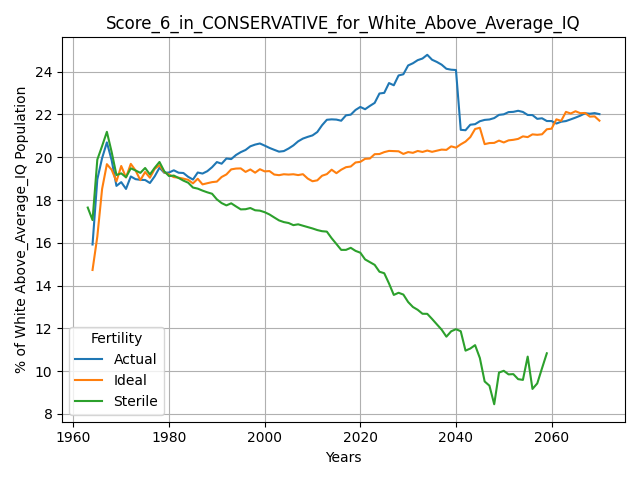 Score_6_in_CONSERVATIVE_for_White_Above_Average_IQ
% of White Above_Average_IQ Population
24
22
20
18
16
14
12
10
8
Fertility
Actual
Ideal
Sterile
1960
1980
2000
2020
2040
2060
Years